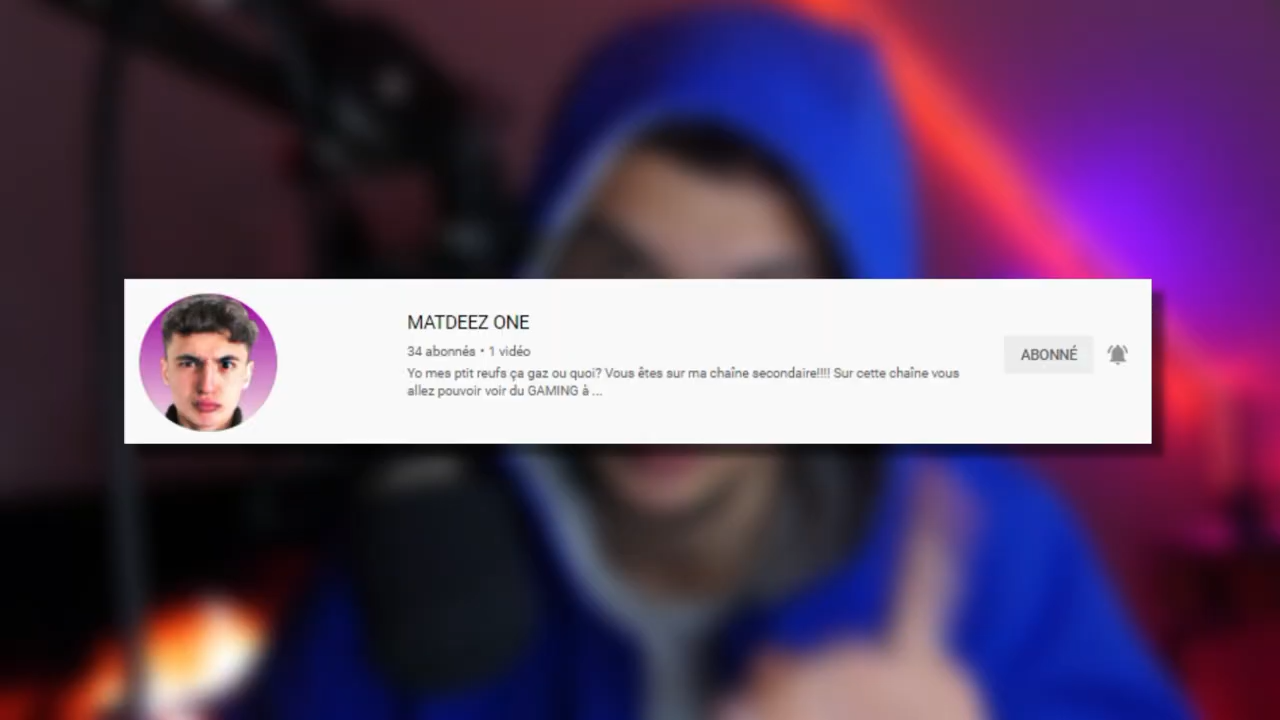 MATDEEZ ONE
34 abonnés • 1 vidéo
ABONNÉ
Yo mes ptit reufs ça gaz ou quoi? Vous êtes sur ma chaîne secondaire!!!! Sur cette chaîne vous
allez pouvoir voir du GAMING à ...